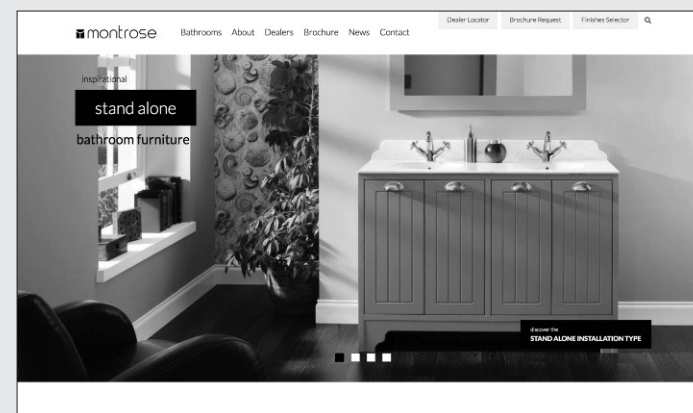 Dealer Locator Brochure Request Finishes Selector
montrose Bathrooms About Dealers Brochure News Contact
inspirational
stand alone
bathroom furniture
discover the
STAND ALONE INSTALLATION TYPE